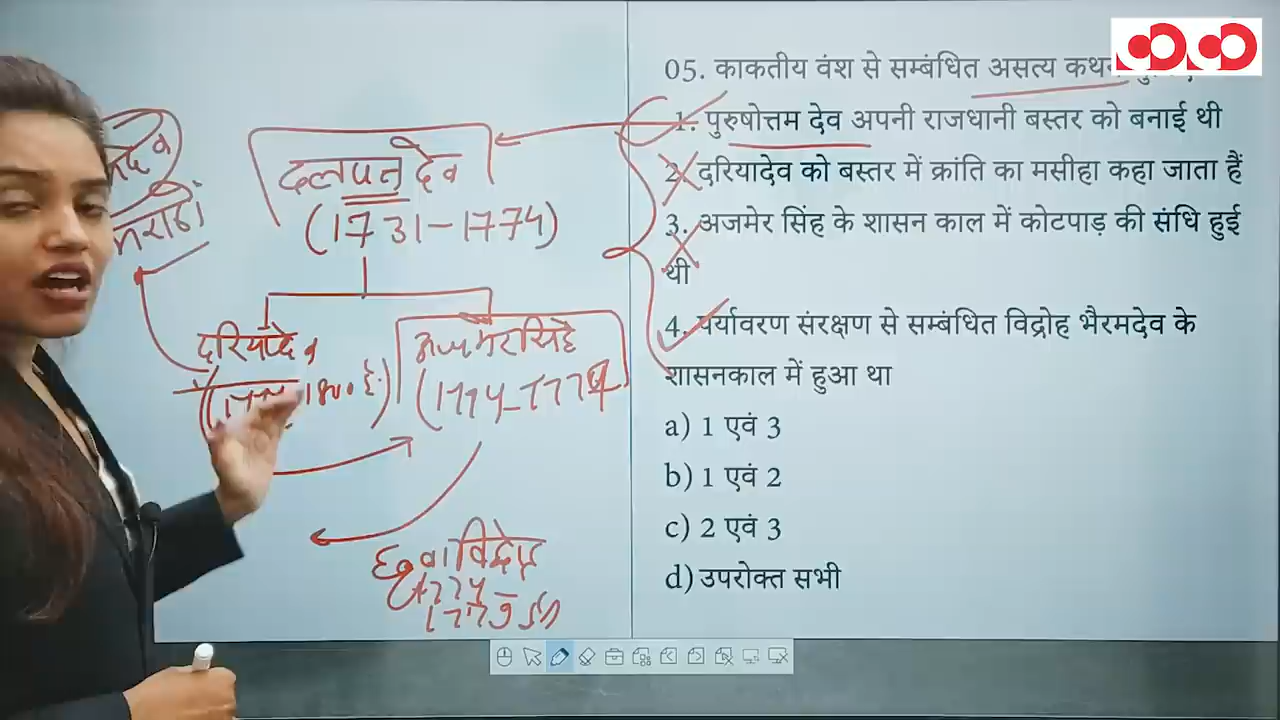 05. काकतीय वंश से सम्बंधित असत्य कथन
1. पुरुषोत्तम देव अपनी राजधानी बस्तर को बनाई थी
2. दरियादेव को बस्तर में क्रांति का मसीहा कहा जाता हैं
3. अजमेर सिंह के शासन काल में कोटपाड़ की संधि हुई
थी
4. पर्यावरण संरक्षण से सम्बंधित विद्रोह भैरमदेव के
शासनकाल में हुआ था
a) 1 एवं 3
b) 1 एवं 2
c) 2 एवं 3
d) उपरोक्त सभी
दलपत देव
(1731-1774)
दरियादेव
अजमेरसिंह